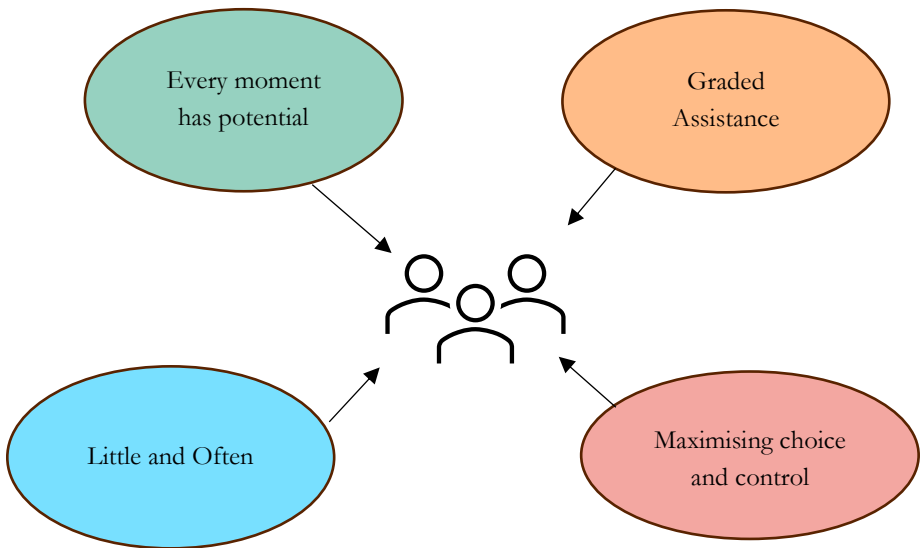 Every moment
has potential
Graded
Assistance
Little and Often
Maximising choice
and control